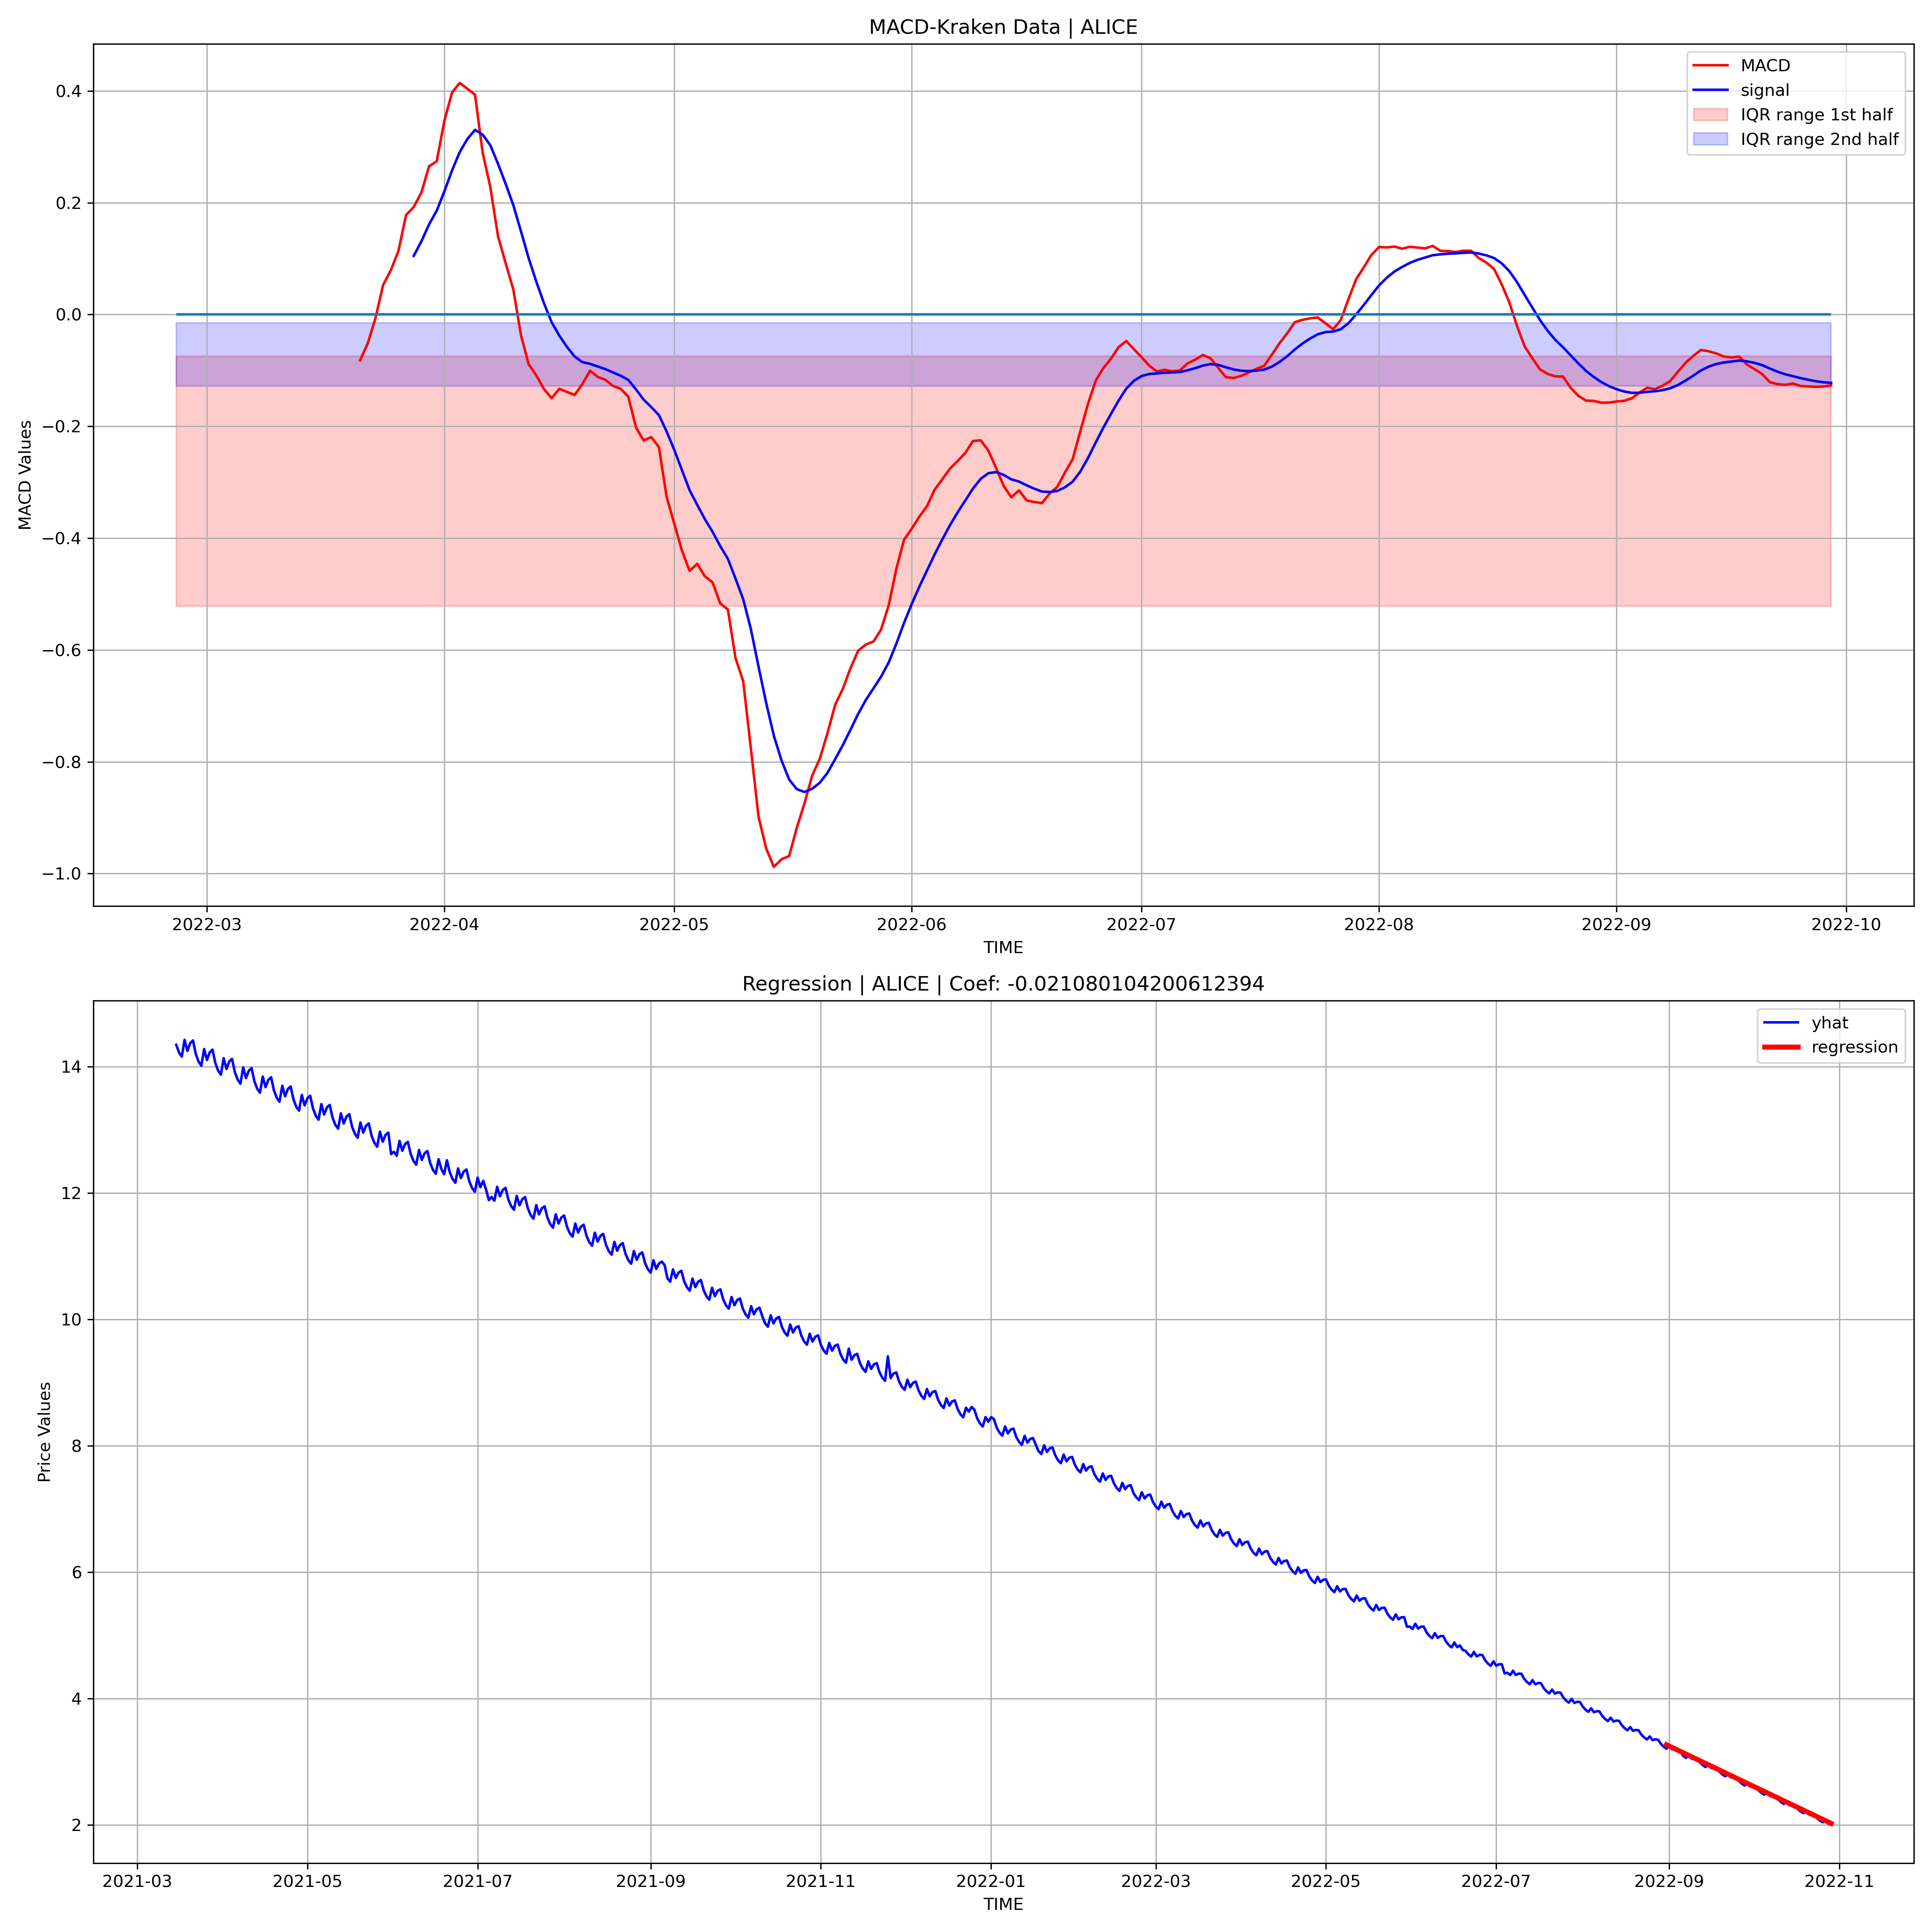 MACD-Kraken Data | ALICE
MACD
signal
IQR range 1st half
IQR range 2nd half
0.4
0.2
0.0
−0.2
−0.4
−0.6
−0.8
−1.0
MACD Values
2022-03 2022-04 2022-05 2022-06 2022-07 2022-08 2022-09 2022-10
TIME
Regression | ALICE | Coef: -0.021080104200612394
yhat
regression
14
12
10
8
6
4
2
Price Values
2021-03 2021-05 2021-07 2021-09 2021-11 2022-01 2022-03 2022-05 2022-07 2022-09 2022-11
TIME